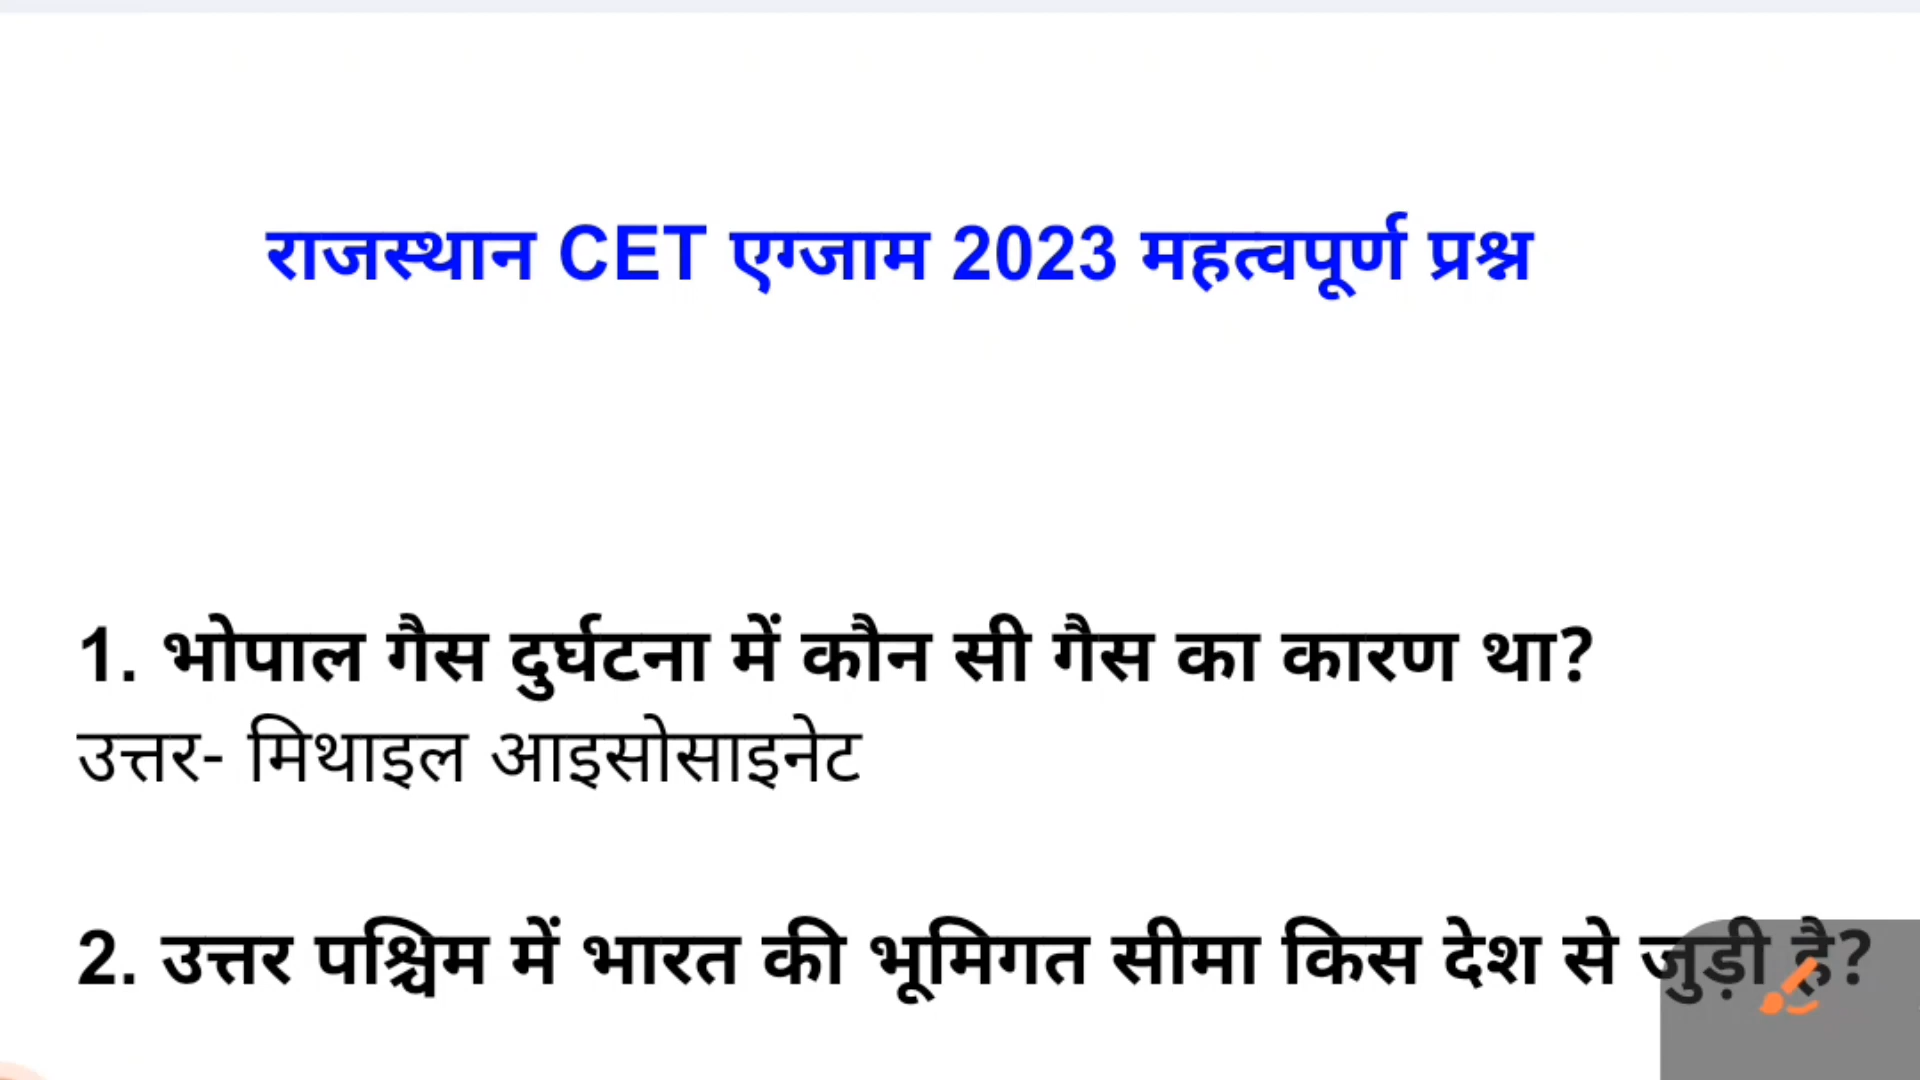 राजस्थान CET एग्जाम 2023 महत्वपूर्ण प्रश्न
1. भोपाल गैस दुर्घटना में कौन सी गैस का कारण था?
उत्तर- मिथाइल आइसोसाइनेट
2. उत्तर पश्चिम में भारत की भूमिगत सीमा किस देश से जुड़ी है?